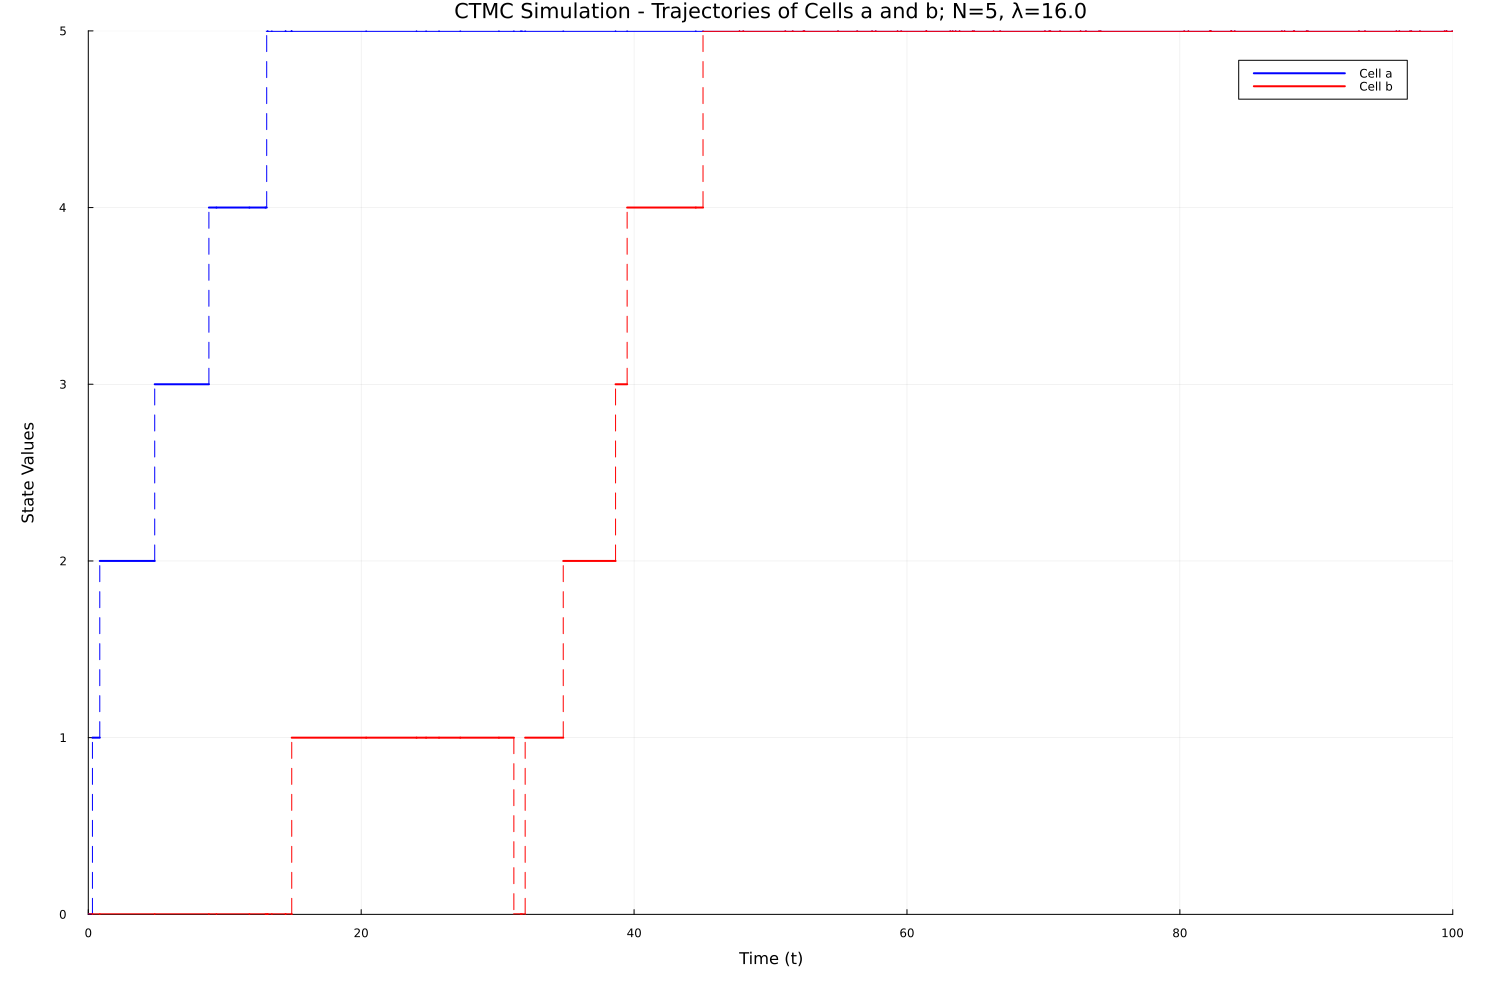 CTMC Simulation - Trajectories of Cells a and b; N=5, λ=16.0
5
Cell a
Cell b
4
3
State Values
2
1
0
0 20 40 60 80 100
Time (t)